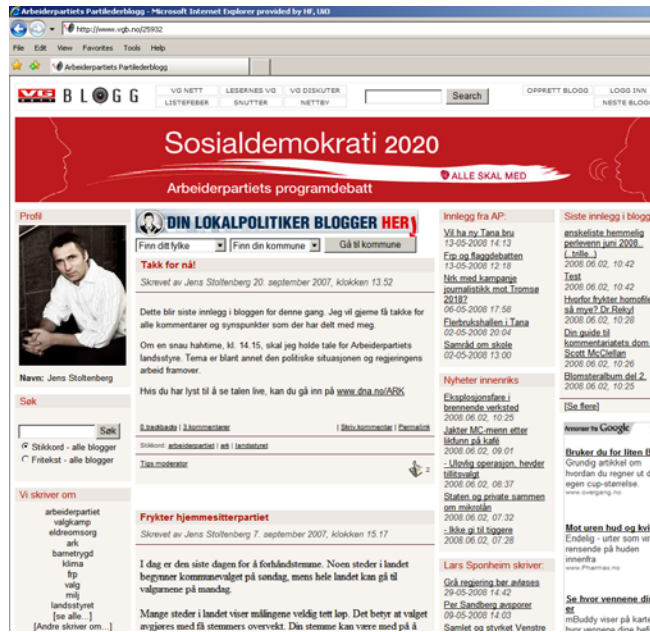 Arbeiderpartiets Partilederblogg - Microsoft Internet Explorer provided by HF, UiO
http://www.vgb.no/25932
File Edit View Favorites Tools Help
Arbeiderpartiets Partilederblogg
VG NETT BLOGG
VG NETT LESERNES VG VG DISKUTER
LISTEFEBER SNUTTER NETTBY
Search
OPPRETT BLOGG LOGG INN
NESTE BLOGG
Sosialdemokrati 2020
ALLE SKAL MED
Arbeiderpartiets programdebatt
Profil
Navn: Jens Stoltenberg
Søk
Søk
Stikkord - alle blogger
Fritekst - alle blogger
Vi skriver om
arbeiderpartiet
valgkamp
eldreomsorg
ark
barnetrygd
klima
frp
valg
milj
landsstyret
[se alle...]
[Andre skriver om...]
DIN LOKALPOLITIKER BLOGGER HER
Finn ditt fylke Finn din kommune Gå til kommune
Takk for nå!
Skrevet av Jens Stoltenberg 20. september 2007, klokken 13.52
Dette blir siste innlegg i bloggen for denne gang. Jeg vil gjerne få takke for
alle kommentarer og synspunkter som der har delt med meg.
Om en snau halvtime, kl. 14.15, skal jeg holde tale for Arbeiderpartiets
landsstyre. Tema er blant annet den politiske situasjonen og regjeringens
arbeid framover.
Hvis du har lyst til å se talen live, kan du gå inn på www.dna.no/ARK
0 trackbacks | 3 kommentarer | Skriv kommentar | Permalink
Stikkord: arbeiderpartiet | ark | landsstyret
Tips moderator
2
Frykter hjemmesitterpartiet
Skrevet av Jens Stoltenberg 7. september 2007, klokken 15.17
I dag er den siste dagen for å forhåndstemme. Noen steder i landet
begynner kommunevalget på søndag, mens hele landet kan gå til
valgurnene på mandag.
Mange steder i landet viser målingene veldig tett løp. Det betyr at valget
avgjøres med få stemmers overvekt. Din stemme kan være med på å
Innlegg fra AP:
Vil ha ny Tana bru
13-05-2008 14:13
Frp og flaggdebatten
13-05-2008 12:18
Nrk med kampanje
journalistikk mot Tromsø
2018?
06-05-2008 17:58
Flerbrukshallen i Tana
02-05-2008 20:04
Samråd om skole
02-05-2008 13:00
Nyheter innenriks
Eksplosjonsfare i
brennende verksted
2008.06.02, 10:25
Jakter MC-menn etter
likfunn på kafé
2008.06.02, 09:01
- Ulovlig operasjon, hevder
tillitsvalgt
2008.06.02, 08:37
Staten og private sammen
om mikrolån
2008.06.02, 07:32
- Ikke gi til tiggere
2008.06.02, 07:28
Lars Sponheim skriver:
Grå regjering bør avløses
29-05-2008 14:42
Per Sandberg avsporer
09-05-2008 14:03
Samlet og styrket Venstre
Siste innlegg i blogg
ønskeliste hemmelig
perlevenn juni 2008..
(..trille..)
2008.06.02, 10:42
Test
2008.06.02, 10:42
Hvorfor frykter homofile
så mye? Dr.Rekyl
2008.06.02, 10:28
Din guide til
kommentariatets dom
Scott McClellan
2008.06.02, 10:26
Blomsteralbum del 2.
2008.06.02, 10:25
[Se flere]
Annonser fra Google
Bruker du for liten B
Grundig artikkel om
hvordan du regner ut d
egen cup-størrelse.
www.overgang.no
Mot uren hud og kvi
Endelig - urter som vir
rensende på huden
innenfra
www.Pharmax.no
Se hvor vennene din
er
mBuddy viser på karte
hvor vennene dine befi